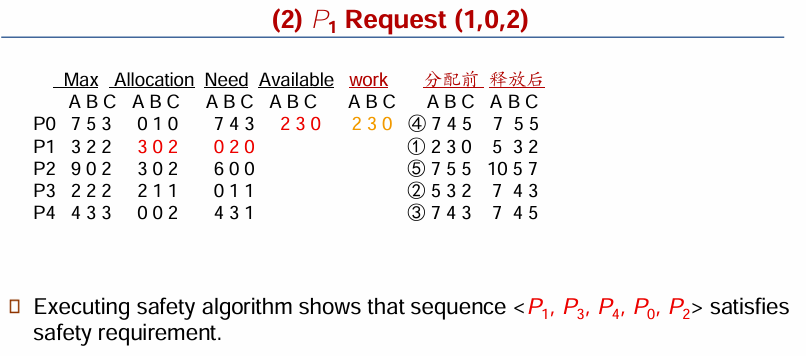 (2) P1 Request (1,0,2)
Max Allocation Need Available work 分配前 释放后
A B C A B C A B C A B C A B C A B C A B C
P0 7 5 3 0 1 0 7 4 3 2 3 0 2 3 0 ④ 7 4 5 7 5 5
P1 3 2 2 3 0 2 0 2 0 ① 2 3 0 5 3 2
P2 9 0 2 3 0 2 6 0 0 ⑤ 7 5 5 10 5 7
P3 2 2 2 2 1 1 0 1 1 ② 5 3 2 7 4 3
P4 4 3 3 0 0 2 4 3 1 ③ 7 4 3 7 4 5
Executing safety algorithm shows that sequence <P1, P3, P4, P0, P2> satisfies
safety requirement.